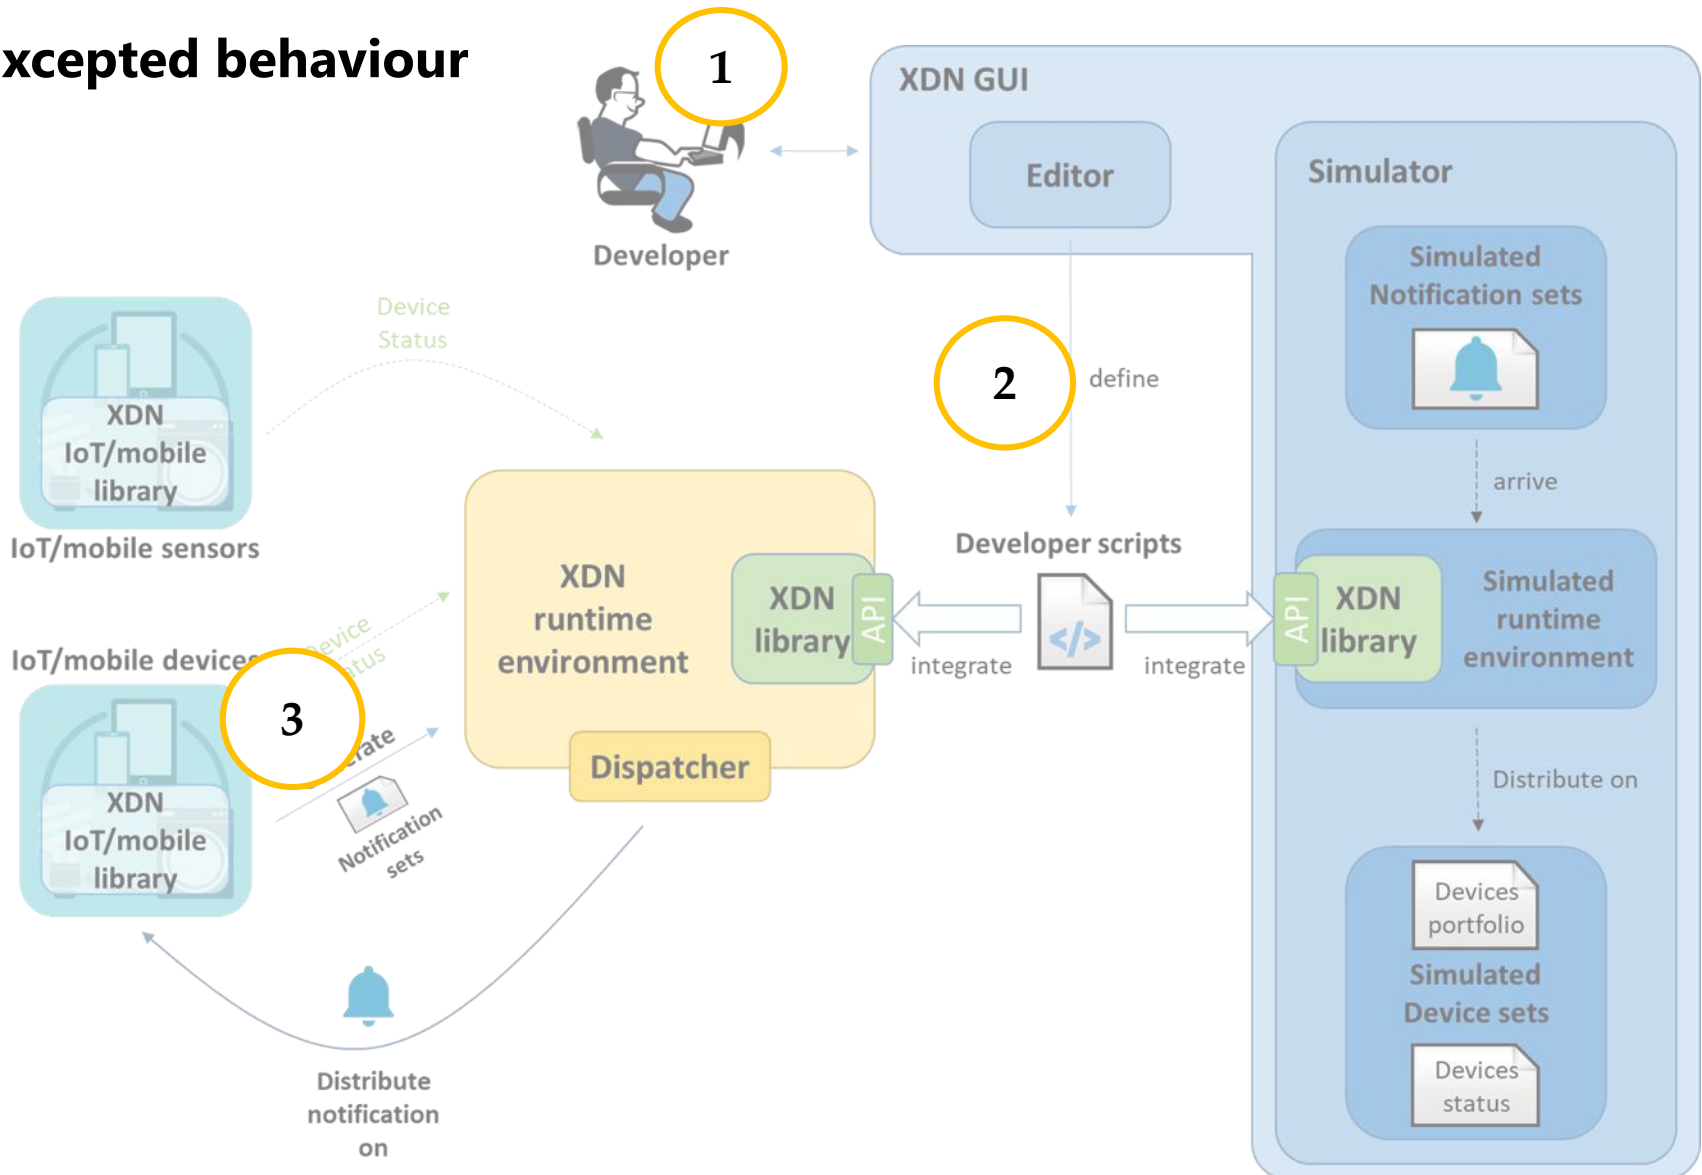 xcepted behaviour
1
XDN GUI
Editor
Simulator
Developer
Simulated
Notification sets
Device
Status
2
define
arrive
XDN
IoT/mobile
library
IoT/mobile sensors
Developer scripts
XDN
runtime
environment
XDN
library
API
</>
integrate
integrate
API
XDN
library
Simulated
runtime
environment
IoT/mobile devices
evice
atus
3
rate
Notification
sets
XDN
IoT/mobile
library
Dispatcher
Distribute on
Devices
portfolio
Simulated
Device sets
Devices
status
Distribute
notification
on